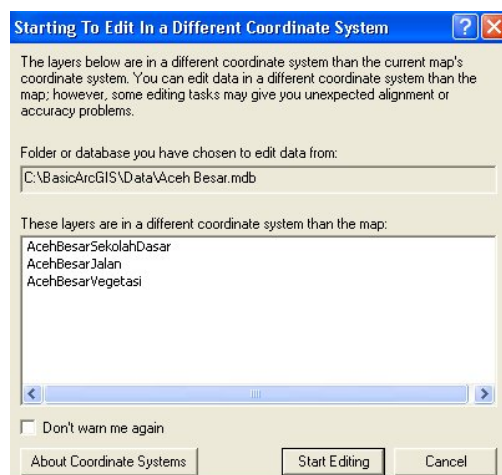 Starting To Edit In a Different Coordinate System
The layers below are in a different coordinate system than the current map's
coordinate system. You can edit data in a different coordinate system than the
map; however, some editing tasks may give you unexpected alignment or
accuracy problems.
Folder or database you have chosen to edit data from:
C:\BasicArcGIS\Data\Aceh Besar.mdb
These layers are in a different coordinate system than the map:
AcehBesarSekolahDasar
AcehBesarJalan
AcehBesarVegetasi
Don't warn me again
About Coordinate Systems Start Editing Cancel